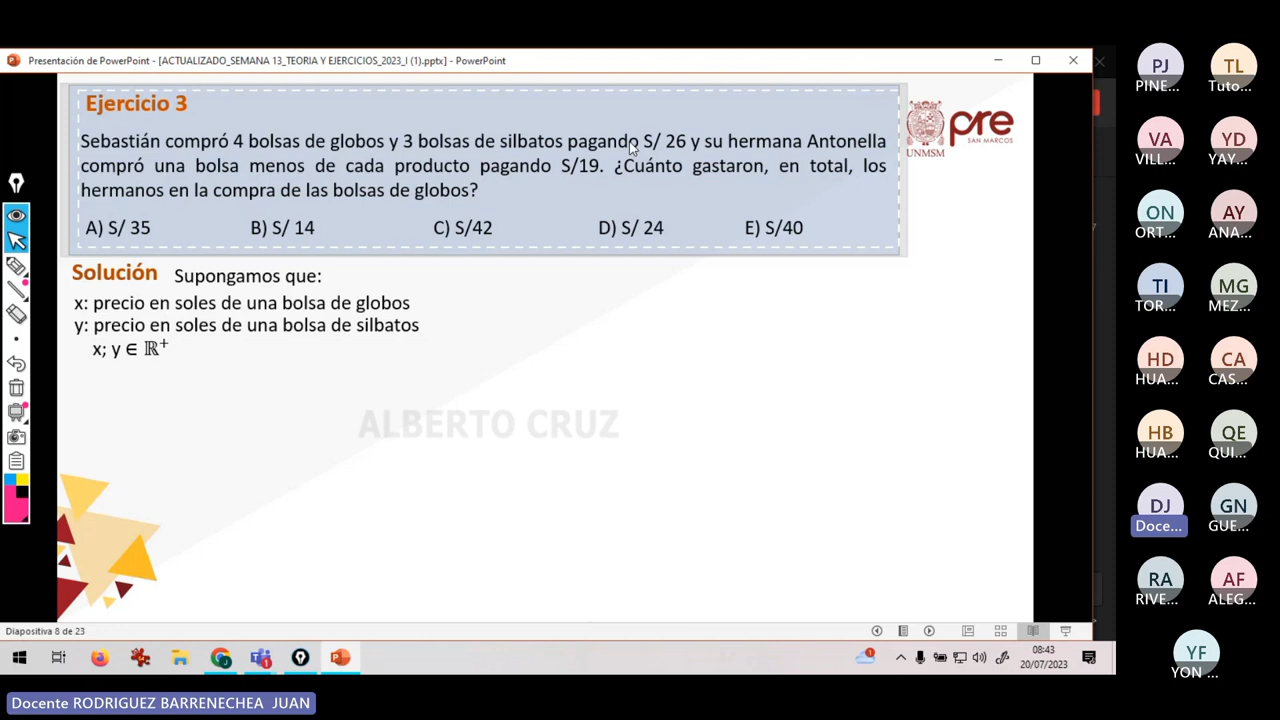 Presentación de PowerPoint - [ACTUALIZADO_SEMANA 13_TEORIA Y EJERCICIOS_2023_I (1).pptx] - PowerPoint
Ejercicio 3
Sebastián compró 4 bolsas de globos y 3 bolsas de silbatos pagando S/ 26 y su hermana Antonella
compró una bolsa menos de cada producto pagando S/19. ¿Cuánto gastaron, en total, los
hermanos en la compra de las bolsas de globos?
A) S/ 35 B) S/ 14 C) S/42 D) S/ 24 E) S/40
UNMSM
pre
SAN MARCOS
Solución Supongamos que:
x: precio en soles de una bolsa de globos
y: precio en soles de una bolsa de silbatos
x; y ∈ ℝ⁺
ALBERTO CRUZ
Diapositiva 8 de 23
08:43
20/07/2023
Docente RODRIGUEZ BARRENECHEA JUAN
PJ TL
PINE... Tuto...
VA YD
VILL... YAY...
ON AY
ORT... ANA...
TI MG
TOR... MEZ...
HD CA
HUA... CAS...
HB QE
HUA... QUI...
DJ GN
Doce... GUE...
RA AF
RIVE... ALEG...
YF
YON ...